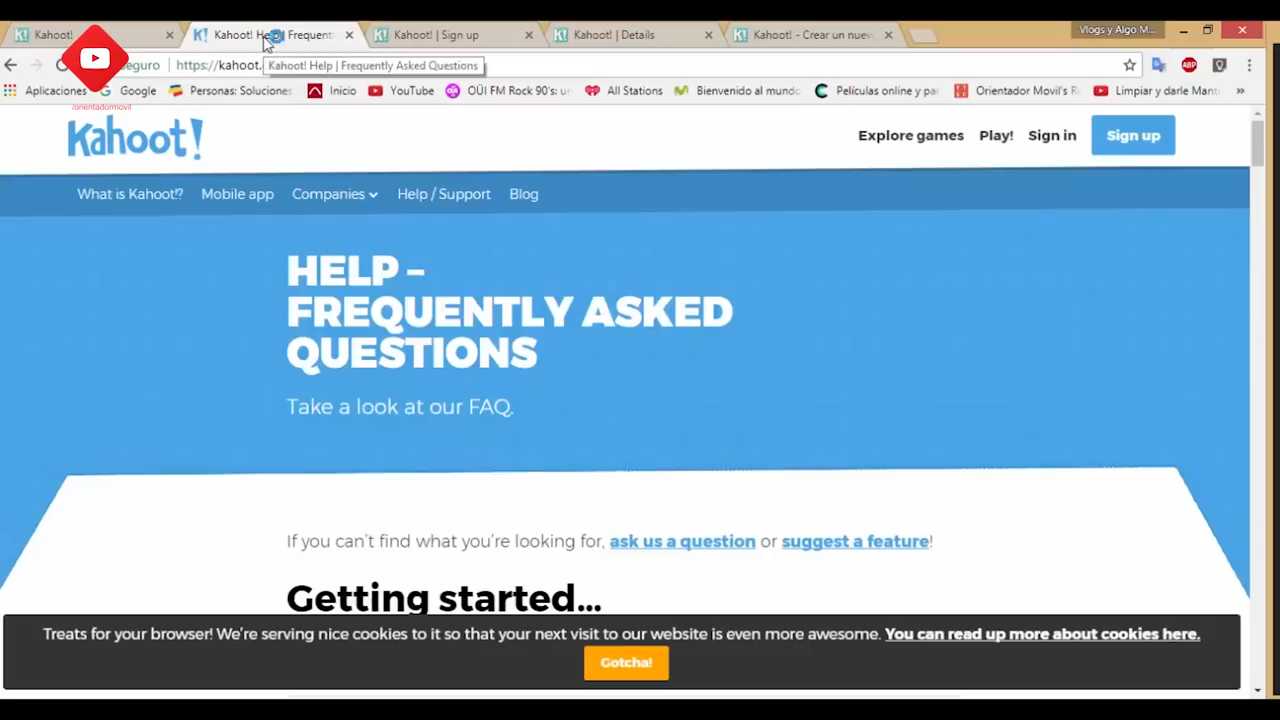 Kahoot!
Kahoot! Help | Frequent
Kahoot! | Sign up
Kahoot! | Details
Kahoot! - Crear un nuev
Vlogs y Algo M...
eguro
https://kahoot.
Kahoot! Help | Frequently Asked Questions
Aplicaciones
Google
Personas: Soluciones
Inicio
YouTube
OÜI FM Rock 90's: un
All Stations
Bienvenido al mundo
Películas online y pa
Orientador Movil's R
Limpiar y darle Mant
»
/orientadormovil
Kahoot!
Explore games
Play!
Sign in
Sign up
What is Kahoot!?
Mobile app
Companies
Help / Support
Blog
HELP –
FREQUENTLY ASKED
QUESTIONS
Take a look at our FAQ.
If you can't find what you're looking for, ask us a question or suggest a feature!
Getting started...
Treats for your browser! We're serving nice cookies to it so that your next visit to our website is even more awesome. You can read up more about cookies here.
Gotcha!